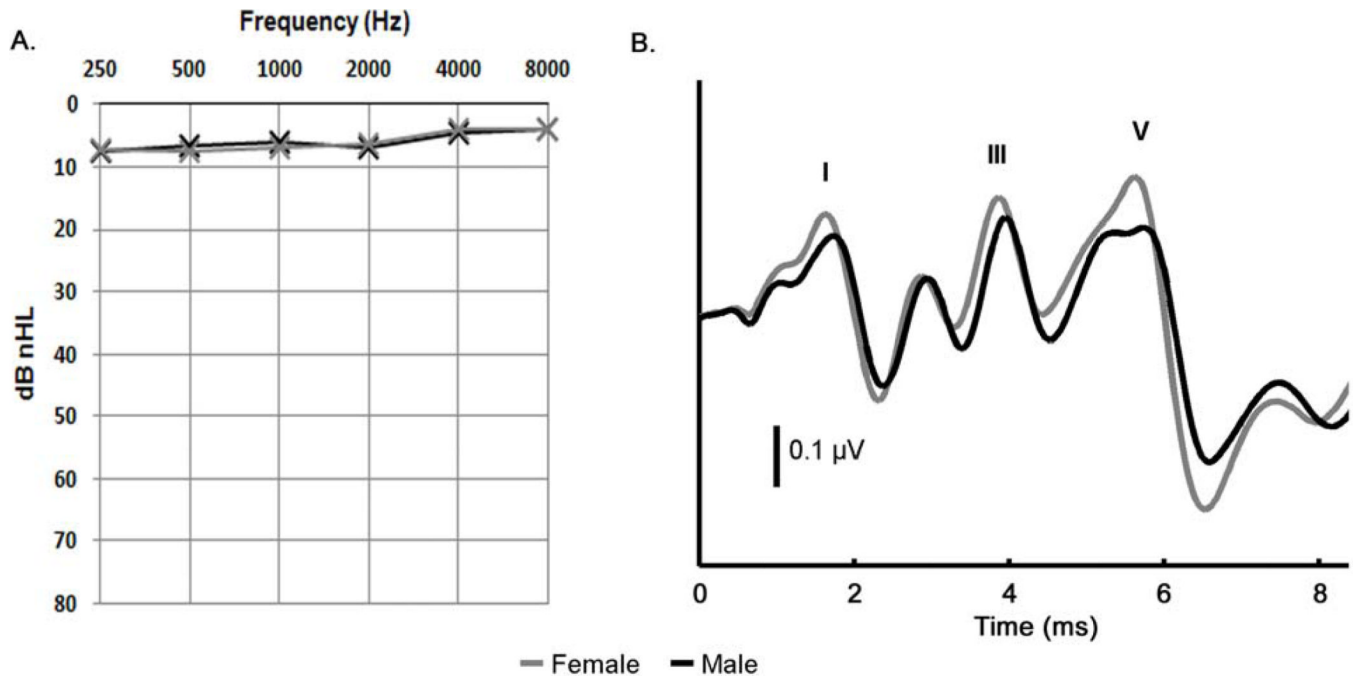 A.
Frequency (Hz)
250 500 1000 2000 4000 8000
0
10
20
30
40
50
60
70
80
dB nHL
B.
I
III
V
0.1 μV
0 2 4 6 8
Time (ms)
Female Male